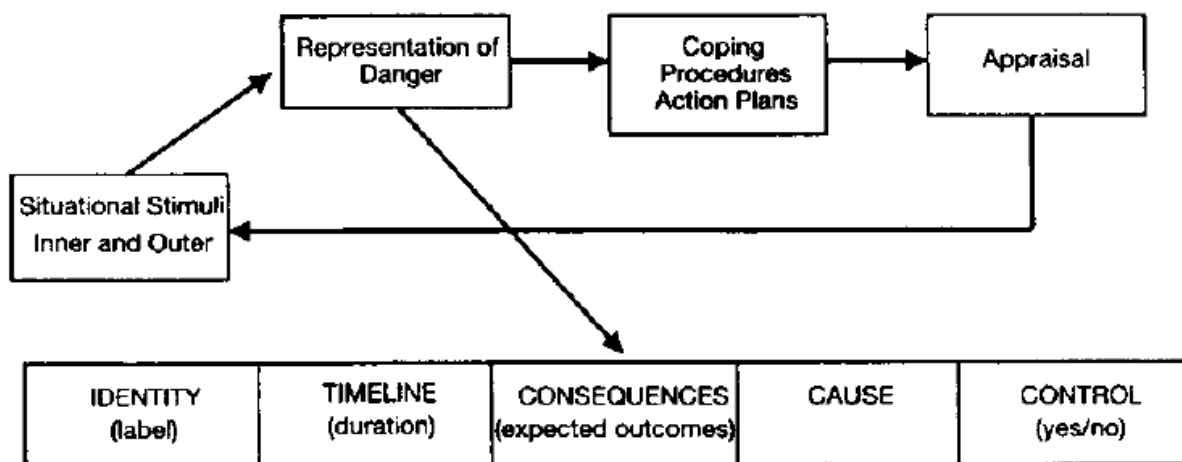 Representation of
Danger
Coping
Procedures
Action Plans
Appraisal
Situational Stimuli
Inner and Outer
IDENTITY
(label)
TIMELINE
(duration)
CONSEQUENCES
(expected outcomes)
CAUSE
CONTROL
(yes/no)